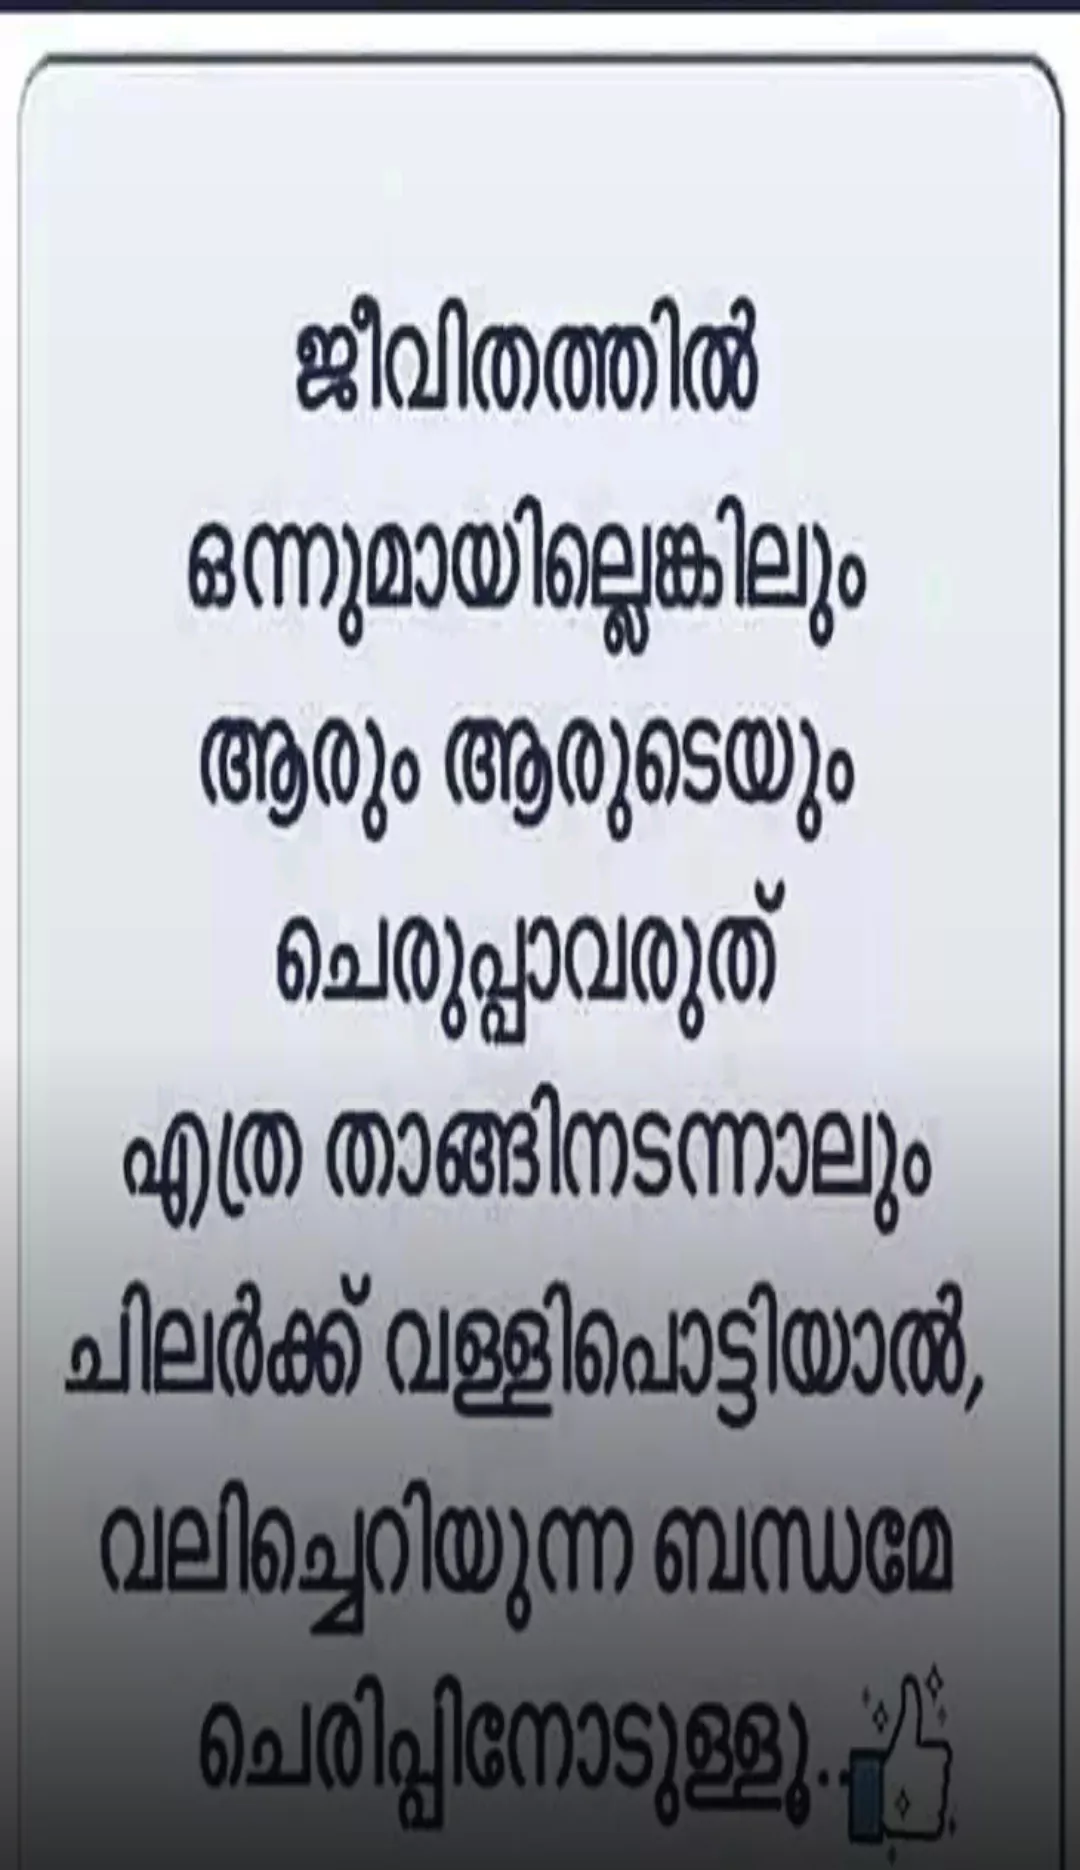 ജീവിതത്തിൽ
ഒന്നുമായില്ലെങ്കിലും
ആരും ആരുടെയും
ചെരുപ്പാവരുത്
എത്ര താങ്ങിനടന്നാലും
ചിലർക്ക് വള്ളിപൊട്ടിയാൽ,
വലിച്ചെറിയുന്ന ബന്ധമേ
ചെരിപ്പിനോടുള്ളൂ..